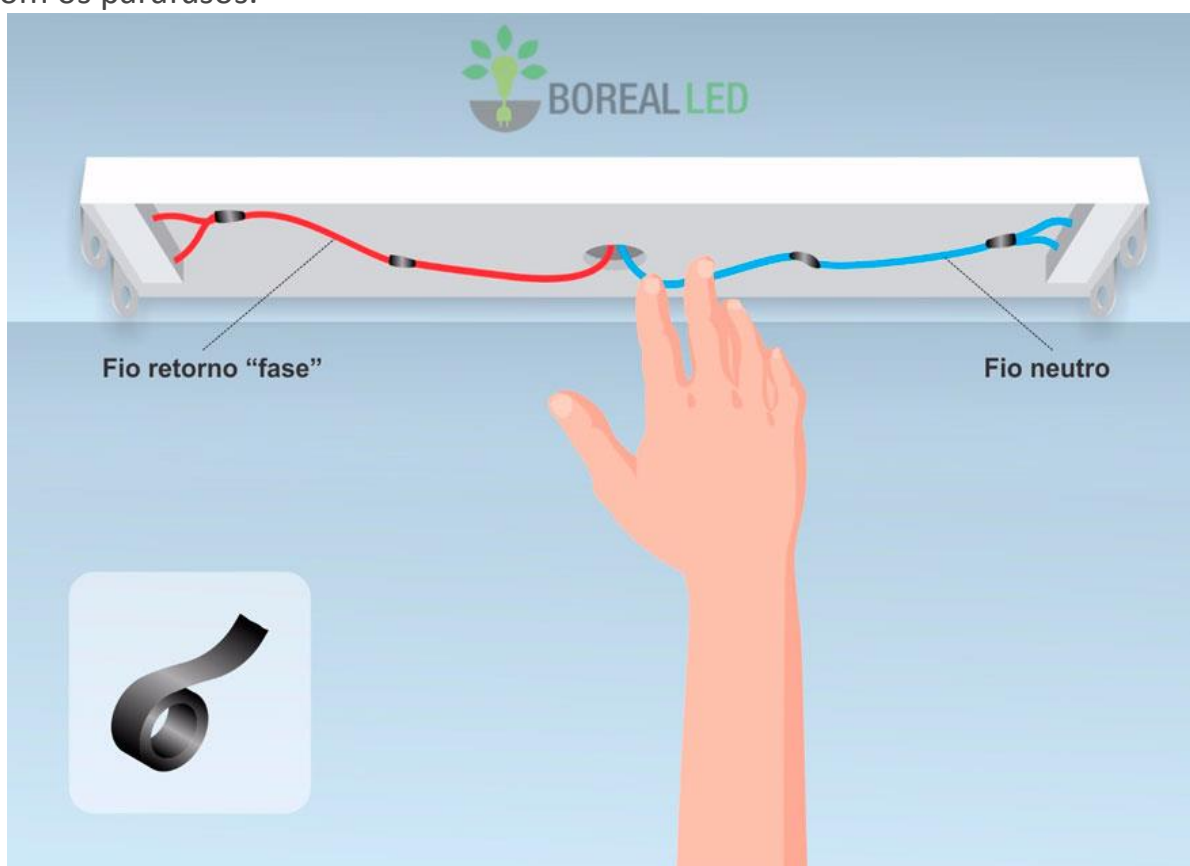 om os parafusos.
BOREAL LED
Fio retorno “fase”
Fio neutro